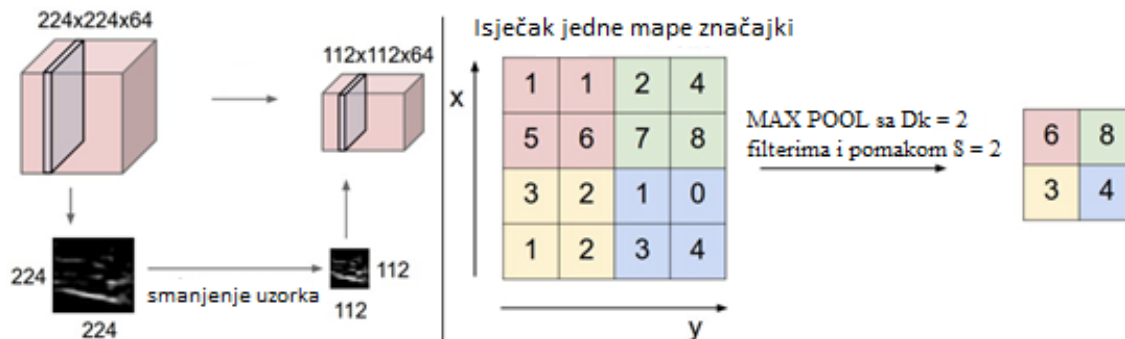 224x224x64
112x112x64
224
224
smanjenje uzorka
112
112
Isječak jedne mape značajki
x
1 1 2 4
5 6 7 8
3 2 1 0
1 2 3 4
y
MAX POOL sa Dk = 2
filterima i pomakom S = 2
6 8
3 4